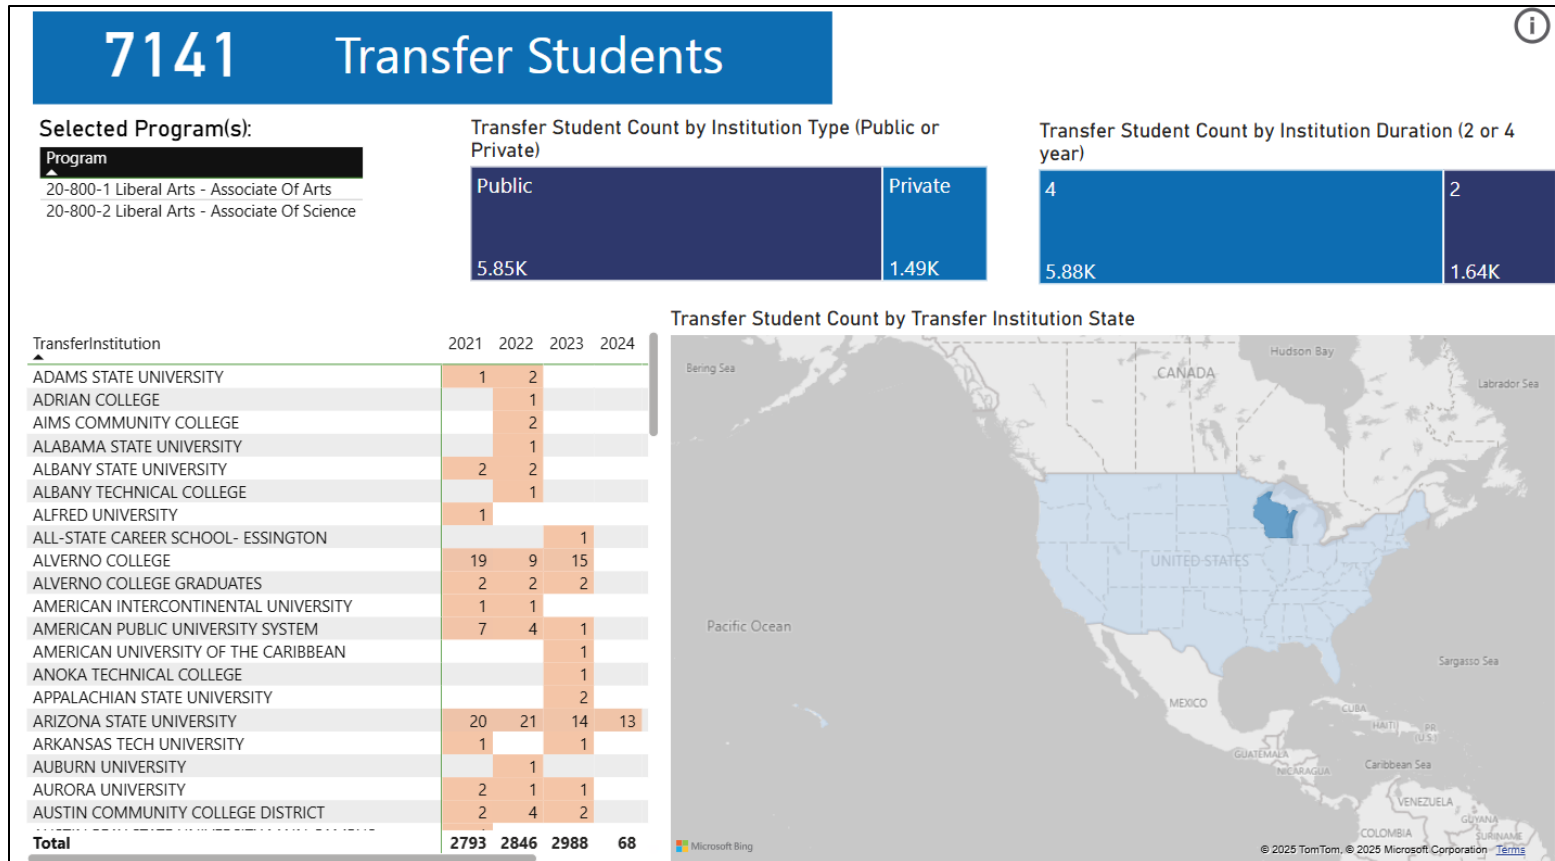 7141 Transfer Students
Selected Program(s):
Program
20-800-1 Liberal Arts - Associate Of Arts
20-800-2 Liberal Arts - Associate Of Science
Transfer Student Count by Institution Type (Public or
Private)
Public Private
5.85K 1.49K
Transfer Student Count by Institution Duration (2 or 4
year)
4 2
5.88K 1.64K
TransferInstitution 2021 2022 2023 2024
ADAMS STATE UNIVERSITY 1 2
ADRIAN COLLEGE 1
AIMS COMMUNITY COLLEGE 2
ALABAMA STATE UNIVERSITY 1
ALBANY STATE UNIVERSITY 2 2
ALBANY TECHNICAL COLLEGE 1
ALFRED UNIVERSITY 1
ALL-STATE CAREER SCHOOL- ESSINGTON 1
ALVERNO COLLEGE 19 9 15
ALVERNO COLLEGE GRADUATES 2 2 2
AMERICAN INTERCONTINENTAL UNIVERSITY 1 1
AMERICAN PUBLIC UNIVERSITY SYSTEM 7 4 1
AMERICAN UNIVERSITY OF THE CARIBBEAN 1
ANOKA TECHNICAL COLLEGE 1
APPALACHIAN STATE UNIVERSITY 2
ARIZONA STATE UNIVERSITY 20 21 14 13
ARKANSAS TECH UNIVERSITY 1 1
AUBURN UNIVERSITY 1
AURORA UNIVERSITY 2 1 1
AUSTIN COMMUNITY COLLEGE DISTRICT 2 4 2
Total 2793 2846 2988 68
Transfer Student Count by Transfer Institution State
Bering Sea
Hudson Bay
CANADA
Labrador Sea
UNITED STATES
Pacific Ocean
Sargasso Sea
MEXICO
CUBA
HAITI
PR
(U.S.)
GUATEMALA
Caribbean Sea
NICARAGUA
VENEZUELA
GUYANA
COLOMBIA
SURINAME
Microsoft Bing
© 2025 TomTom, © 2025 Microsoft Corporation Terms